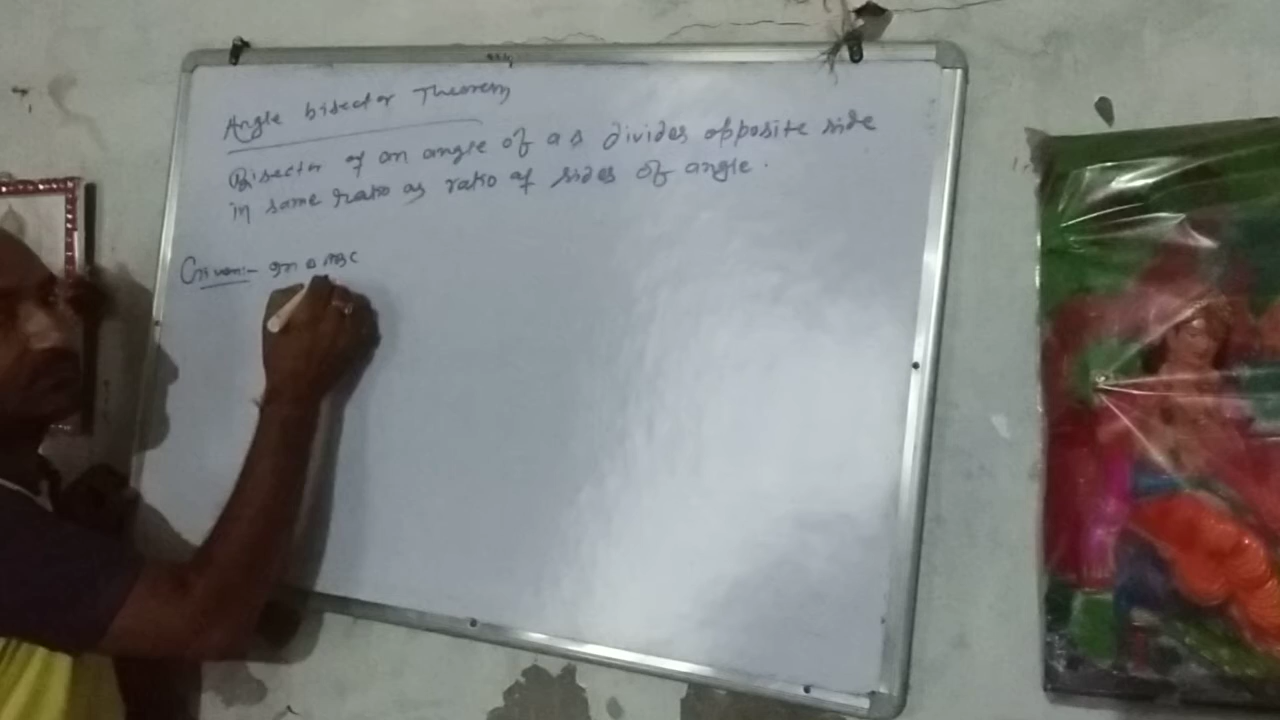 Angle bisector Theorem
Bisector of an angle of a Δ divides opposite side
in same ratio as ratio of sides of angle.
Given:- In Δ ABC